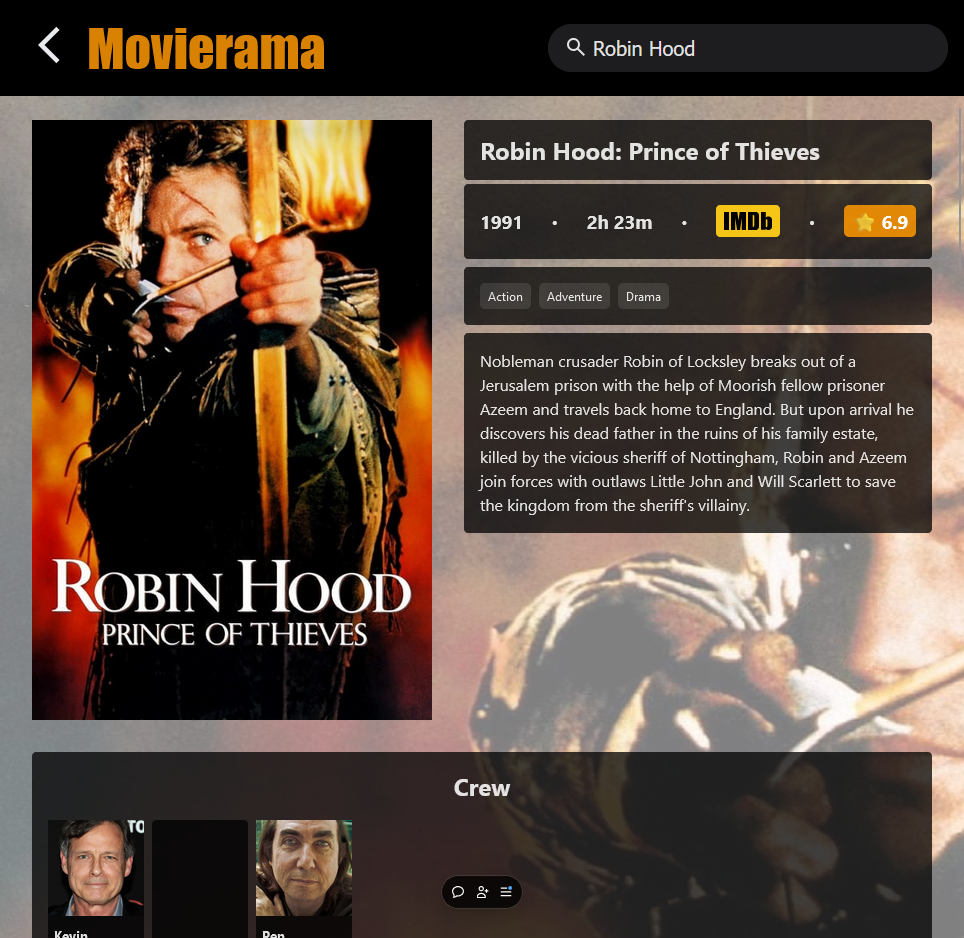 Movierama
Robin Hood
Robin Hood: Prince of Thieves
1991 • 2h 23m • IMDb • 6.9
Action Adventure Drama
Nobleman crusader Robin of Locksley breaks out of a
Jerusalem prison with the help of Moorish fellow prisoner
Azeem and travels back home to England. But upon arrival he
discovers his dead father in the ruins of his family estate,
killed by the vicious sheriff of Nottingham, Robin and Azeem
join forces with outlaws Little John and Will Scarlett to save
the kingdom from the sheriff's villainy.
ROBIN HOOD
PRINCE OF THIEVES
Crew
TO
Kevin